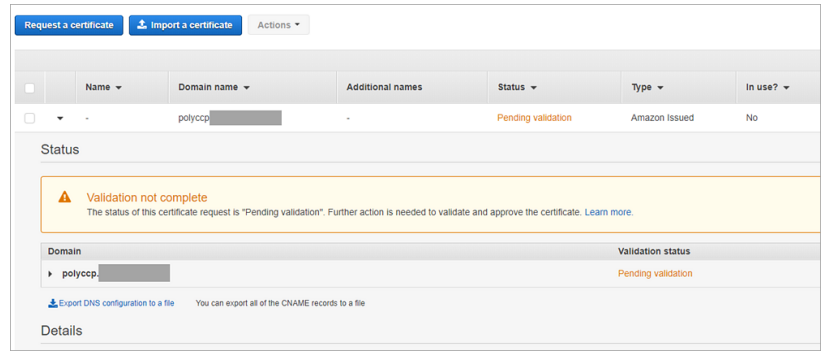 Request a certificate Import a certificate Actions
Name Domain name Additional names Status Type In use?
- polyccp - Pending validation Amazon Issued No
Status
Validation not complete
The status of this certificate request is "Pending validation". Further action is needed to validate and approve the certificate. Learn more.
Domain Validation status
polyccp. Pending validation
Export DNS configuration to a file You can export all of the CNAME records to a file
Details